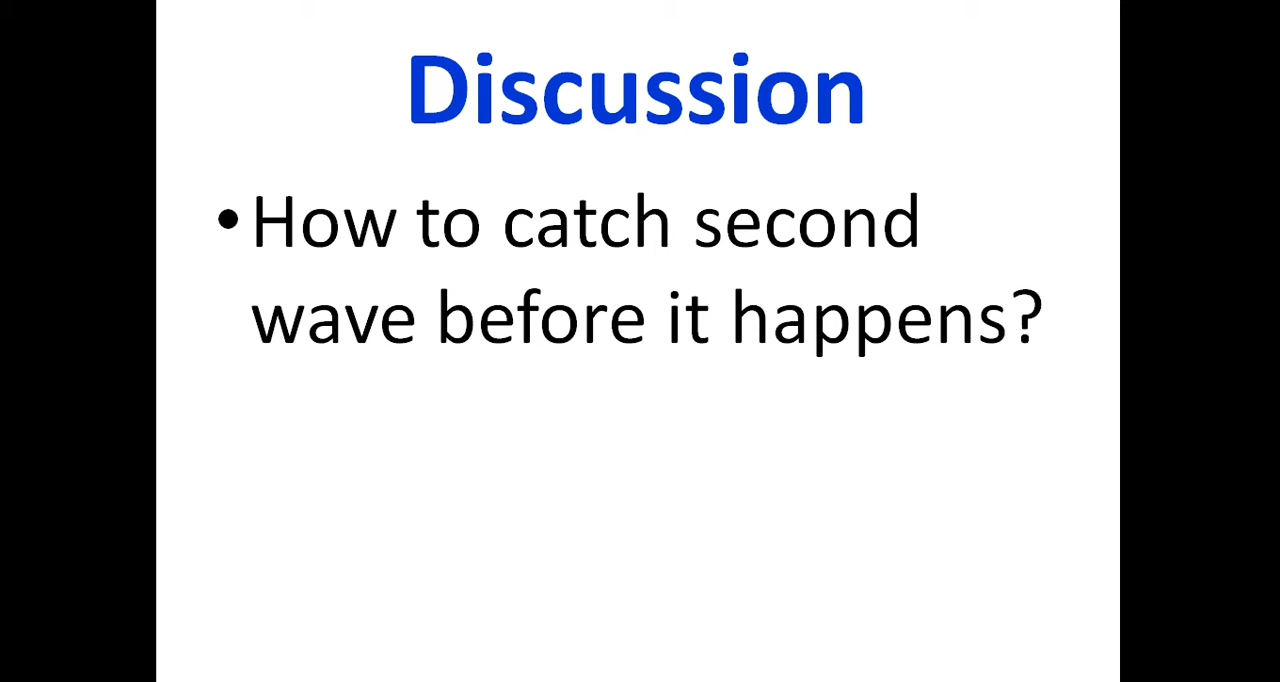 Discussion
•How to catch second
wave before it happens?